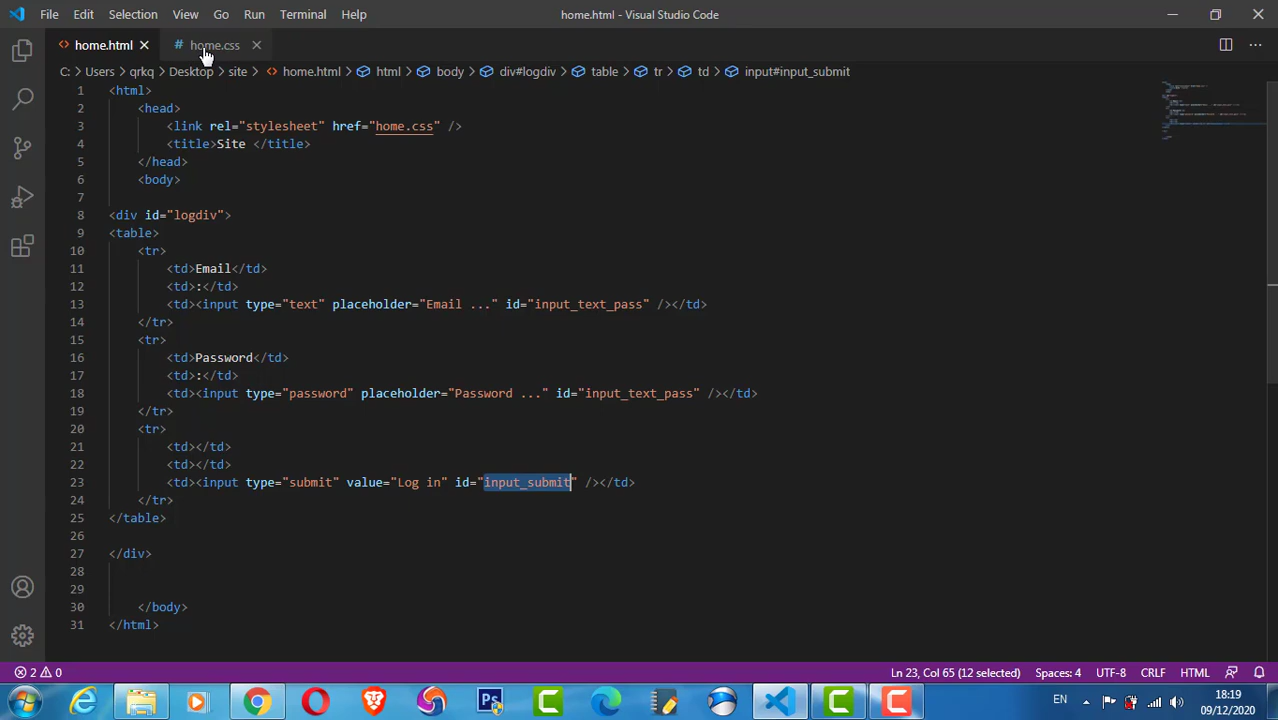 File Edit Selection View Go Run Terminal Help home.html - Visual Studio Code
home.html # home.css
C: > Users > qrkq > Desktop > site > home.html > html > body > div#logdiv > table > tr > td > input#input_submit
1 <html>
2 <head>
3 <link rel="stylesheet" href="home.css" />
4 <title>Site </title>
5 </head>
6 <body>
7
8 <div id="logdiv">
9 <table>
10 <tr>
11 <td>Email</td>
12 <td>:</td>
13 <td><input type="text" placeholder="Email ..." id="input_text_pass" /></td>
14 </tr>
15 <tr>
16 <td>Password</td>
17 <td>:</td>
18 <td><input type="password" placeholder="Password ..." id="input_text_pass" /></td>
19 </tr>
20 <tr>
21 <td></td>
22 <td></td>
23 <td><input type="submit" value="Log in" id="input_submit" /></td>
24 </tr>
25 </table>
26
27 </div>
28
29
30 </body>
31 </html>
2 0 Ln 23, Col 65 (12 selected) Spaces: 4 UTF-8 CRLF HTML
Ps C C C EN 18:19
09/12/2020